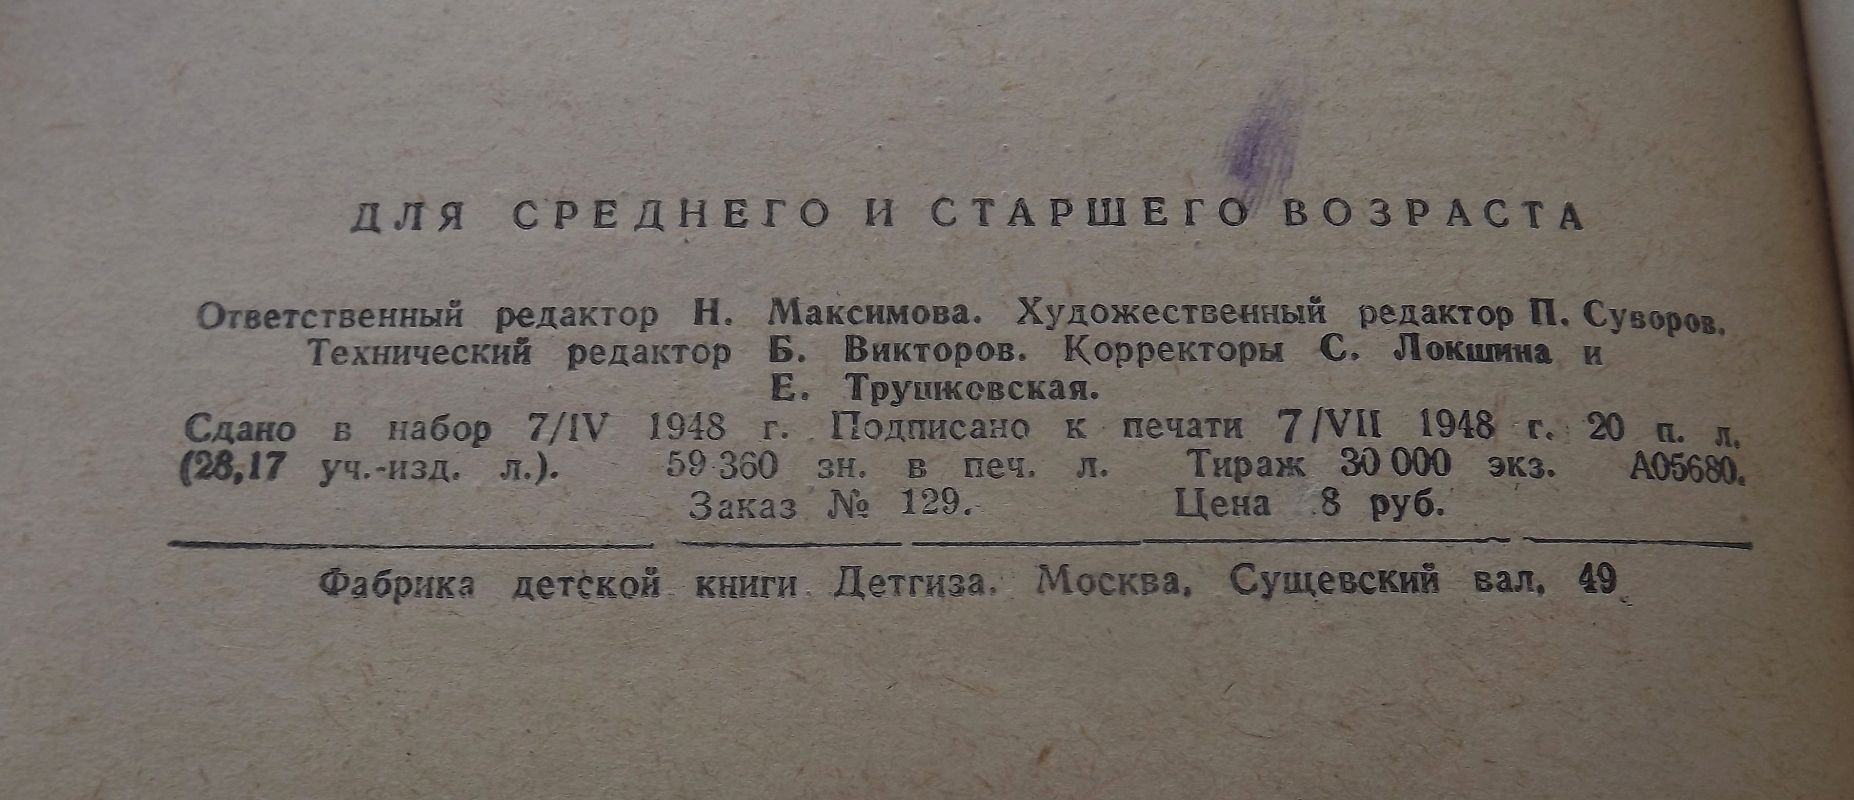 ДЛЯ СРЕДНЕГО И СТАРШЕГО ВОЗРАСТА
Ответственный редактор Н. Максимова. Художественный редактор П. Суворов.
Технический редактор Б. Викторов. Корректоры С. Локшина и
Е. Трушковская.
Сдано в набор 7/IV 1948 г. Подписано к печати 7/VII 1948 г. 20 п. л.
(28,17 уч.-изд. л.). 59 360 зн. в печ. л. Тираж 30 000 экз. А05680.
Заказ № 129. Цена 8 руб.
Фабрика детской книги Детгиза. Москва, Сущевский вал, 49